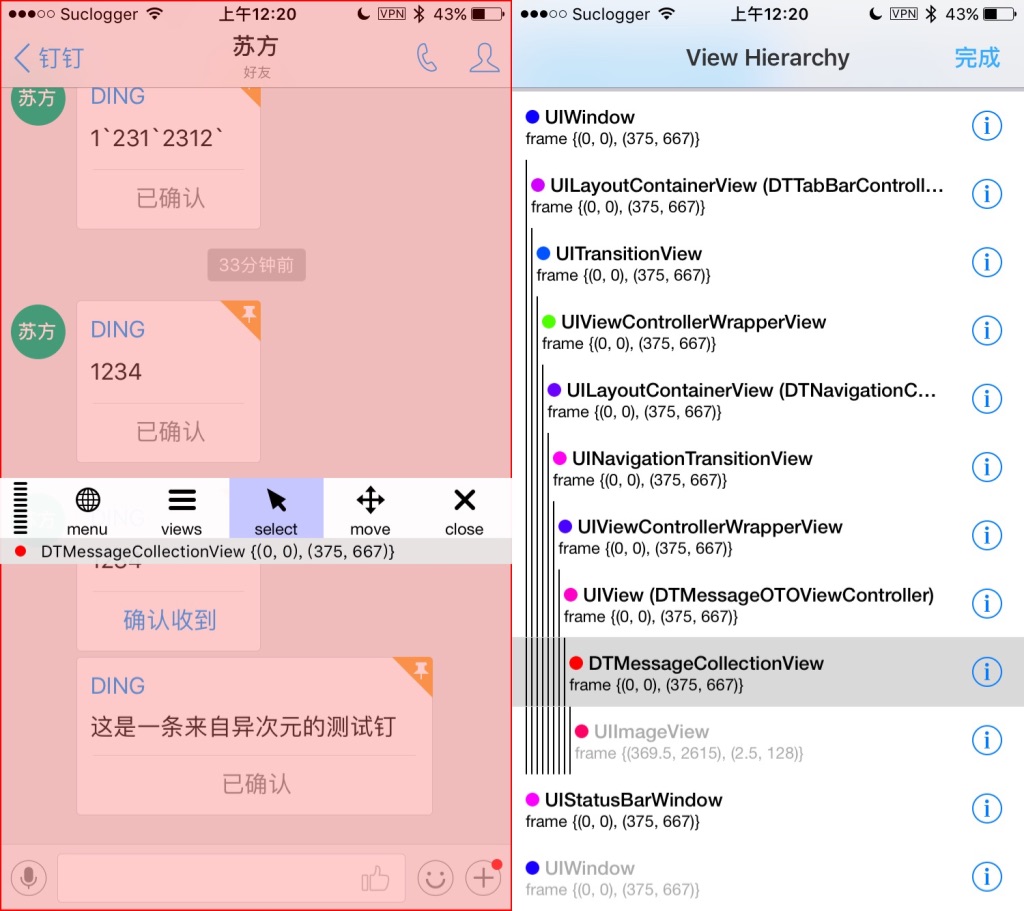 Suclogger 上午12:20 VPN 43%
钉钉
苏方
好友
苏方
DING
1`231`2312`
已确认
33分钟前
苏方
DING
1234
已确认
DING
menu views select move close
DTMessageCollectionView {(0, 0), (375, 667)}
1234
确认收到
DING
这是一条来自异次元的测试钉
已确认
Suclogger 上午12:20 VPN 43%
View Hierarchy 完成
UIWindow
frame {(0, 0), (375, 667)}
UILayoutContainerView (DTTabBarControll...
frame {(0, 0), (375, 667)}
UITransitionView
frame {(0, 0), (375, 667)}
UIViewControllerWrapperView
frame {(0, 0), (375, 667)}
UILayoutContainerView (DTNavigationC...
frame {(0, 0), (375, 667)}
UINavigationTransitionView
frame {(0, 0), (375, 667)}
UIViewControllerWrapperView
frame {(0, 0), (375, 667)}
UIView (DTMessageOTOViewController)
frame {(0, 0), (375, 667)}
DTMessageCollectionView
frame {(0, 0), (375, 667)}
UIImageView
frame {(369.5, 2615), (2.5, 128)}
UIStatusBarWindow
frame {(0, 0), (375, 667)}
UIWindow
frame {(0, 0), (375, 667)}